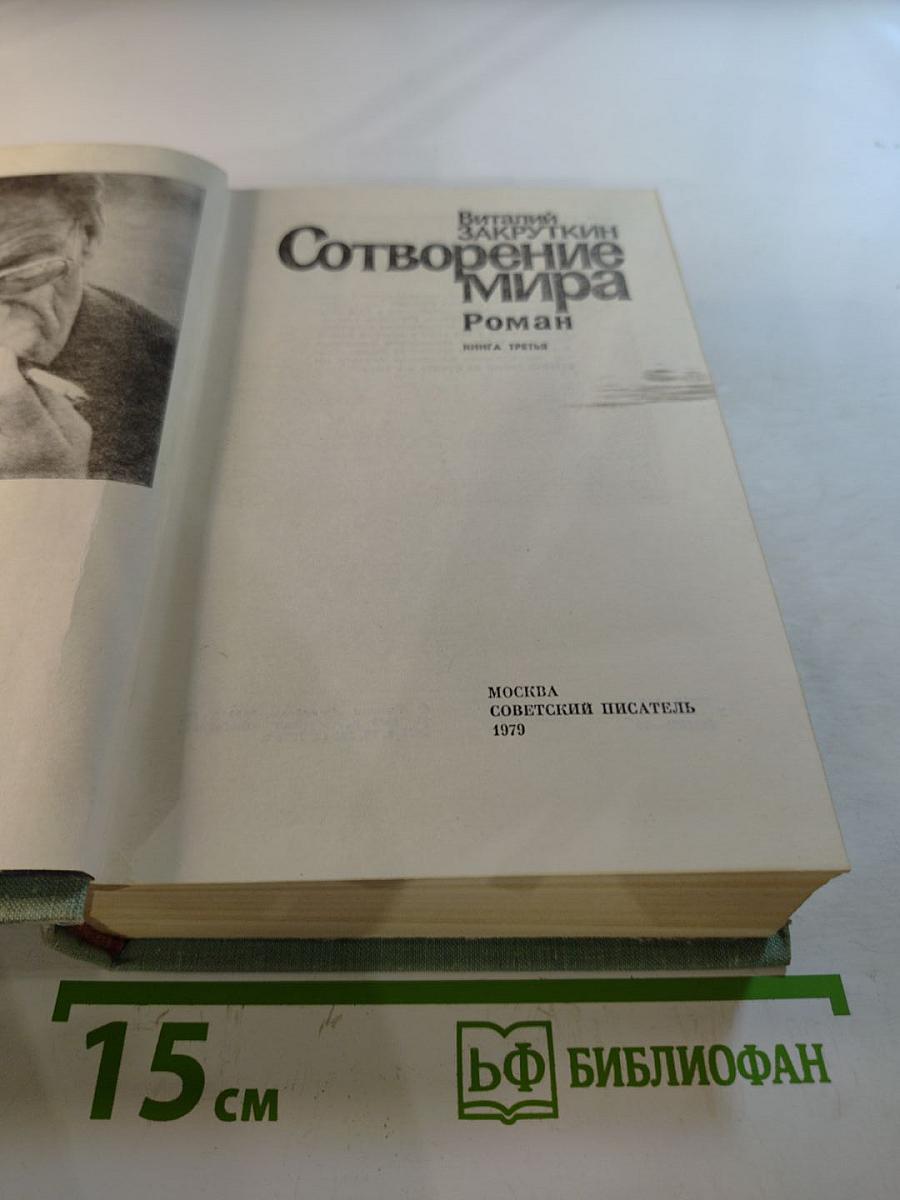 Виталий
ЗАКРУТКИН
Сотворение
мира
Роман
КНИГА ТРЕТЬЯ
МОСКВА
СОВЕТСКИЙ ПИСАТЕЛЬ
1979
15 см
БФ БИБЛИОФАН